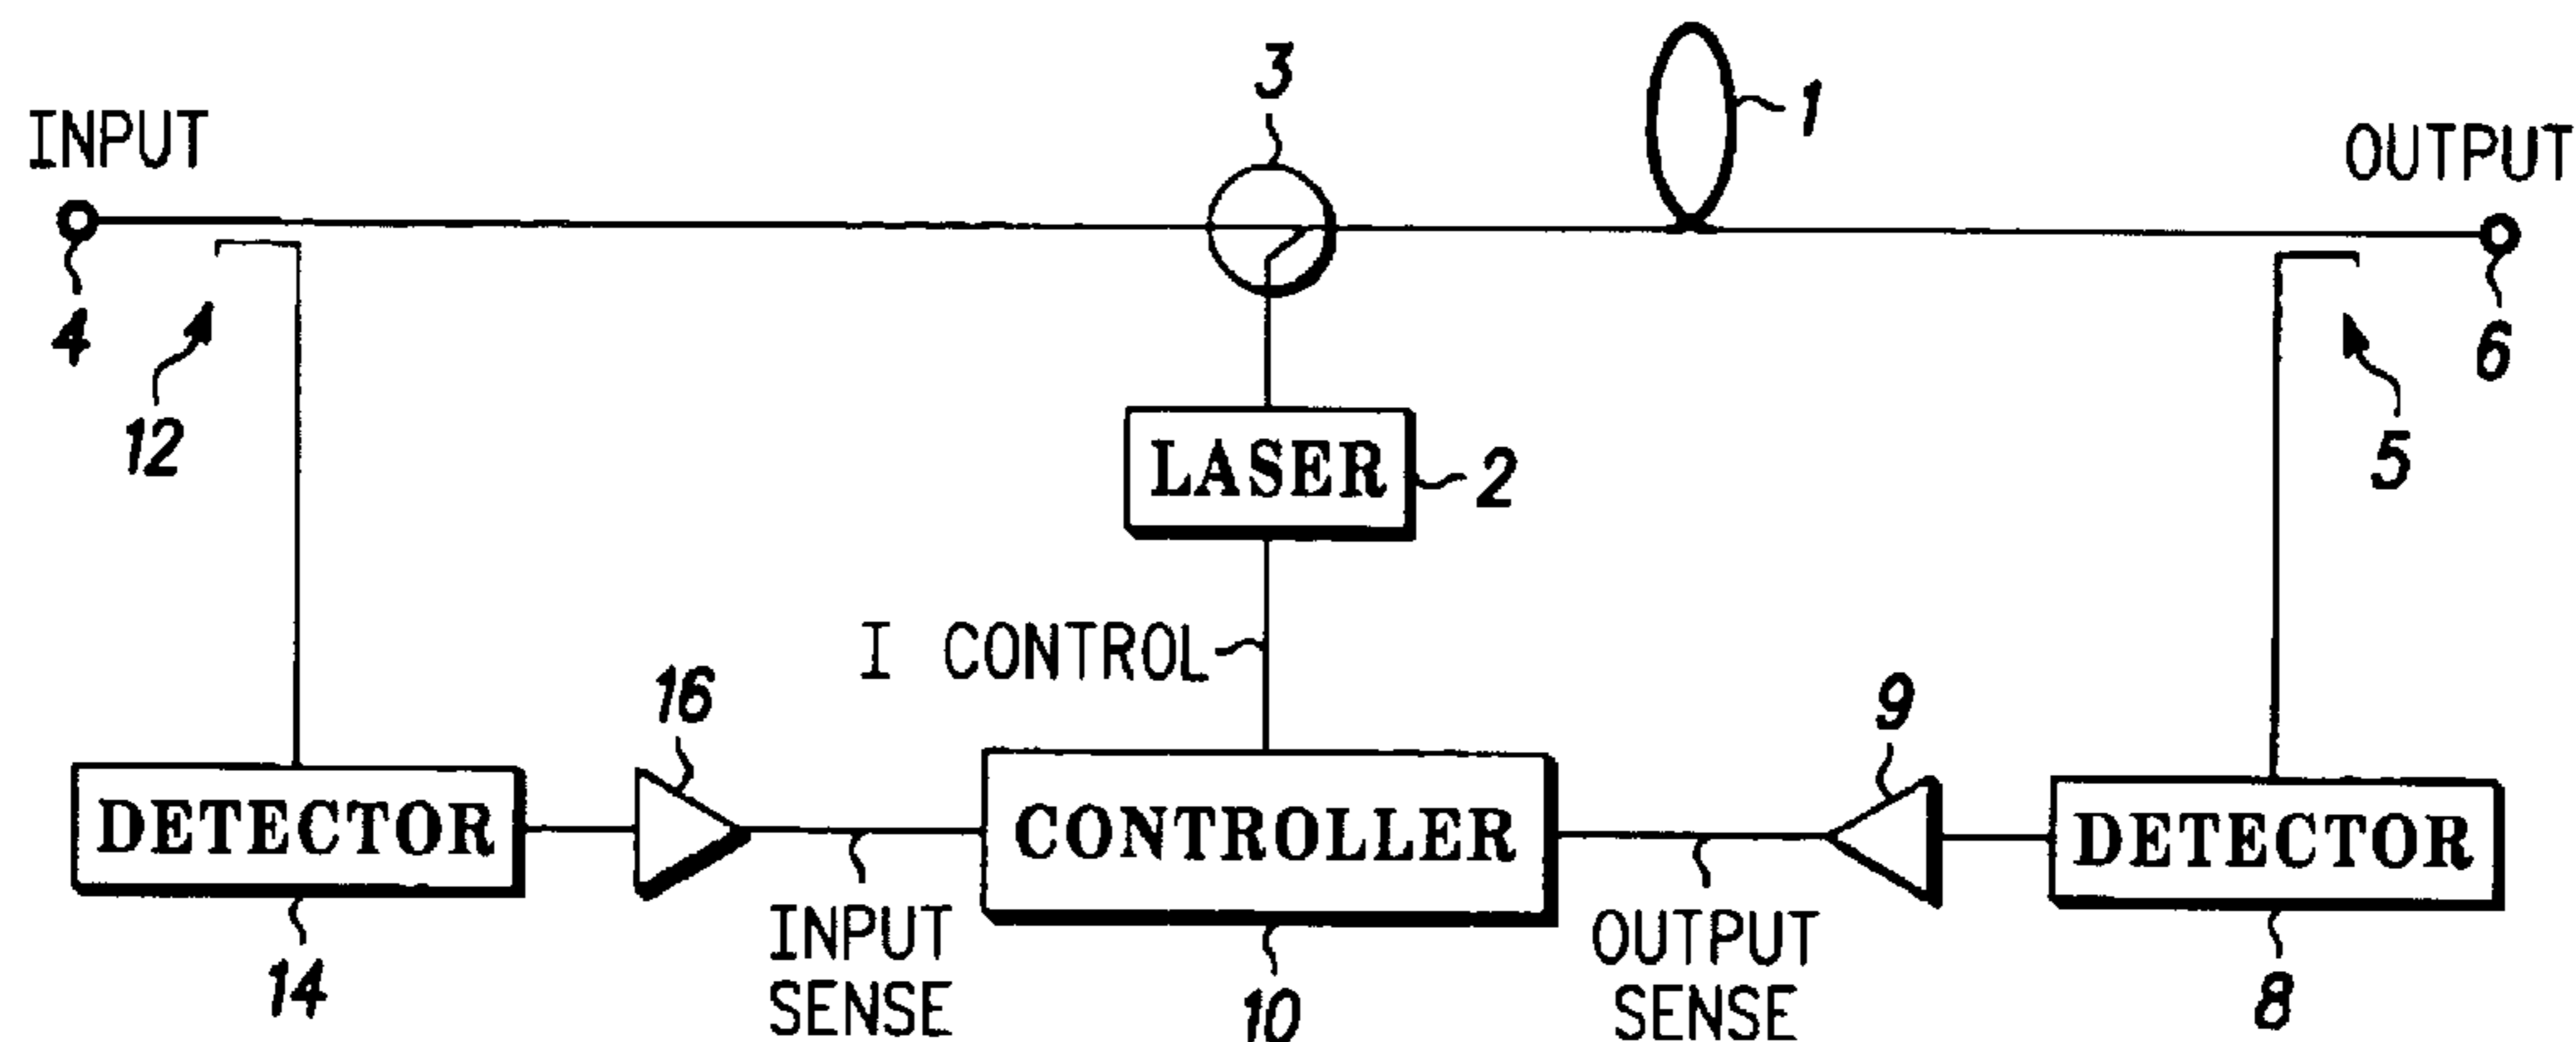 3
1
INPUT
OUTPUT
4
12
6
5
LASER
2
I CONTROL
16
9
DETECTOR
CONTROLLER
DETECTOR
INPUT
SENSE
OUTPUT
SENSE
14
10
8